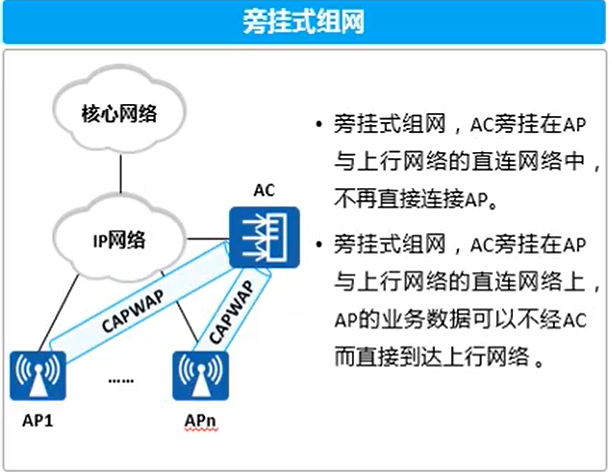 旁挂式组网
核心网络
IP网络
AC
CAPWAP
CAPWAP
AP1
……
APn
• 旁挂式组网，AC旁挂在AP
与上行网络的直连网络中，
不再直接连接AP。
• 旁挂式组网，AC旁挂在AP
与上行网络的直连网络上，
AP的业务数据可以不经AC
而直接到达上行网络。